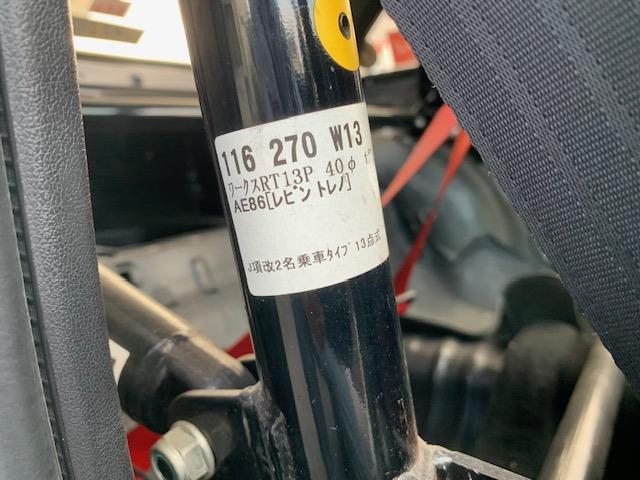 116 270 W13
ワークスRT13P 40φ
AE86[レビン トレノ]
J項改2名乗車ﾀｲﾌﾟ13点式